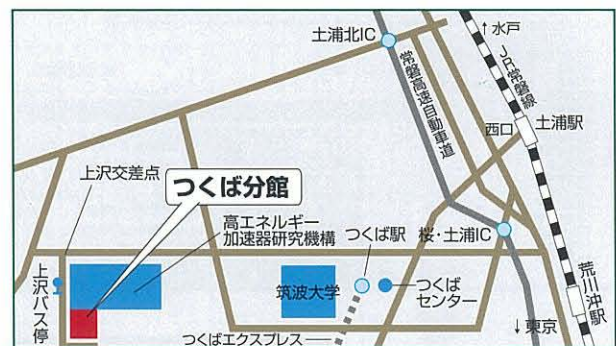 土浦北IC
↑水戸
JR常磐線
常磐高速自動車道
西口
土浦駅
上沢交差点
つくば分館
高エネルギー
加速器研究機構
つくば駅
桜・土浦IC
上沢バス停
筑波大学
つくば
センター
荒川沖駅
つくばエクスプレス
↓東京